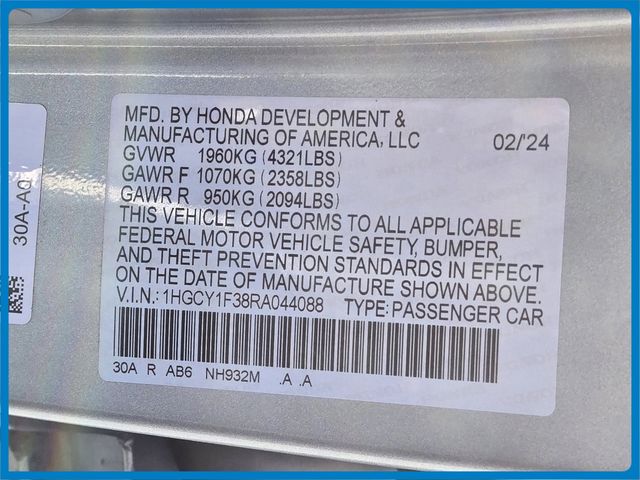 MFD. BY HONDA DEVELOPMENT &
MANUFACTURING OF AMERICA, LLC 02/'24
GVWR 1960KG (4321LBS)
GAWR F 1070KG (2358LBS)
GAWR R 950KG (2094LBS)
THIS VEHICLE CONFORMS TO ALL APPLICABLE
FEDERAL MOTOR VEHICLE SAFETY, BUMPER,
AND THEFT PREVENTION STANDARDS IN EFFECT
ON THE DATE OF MANUFACTURE SHOWN ABOVE.
V.I.N.: 1HGCY1F38RA044088 TYPE: PASSENGER CAR
30A R AB6 NH932M .A .A
30A-A0